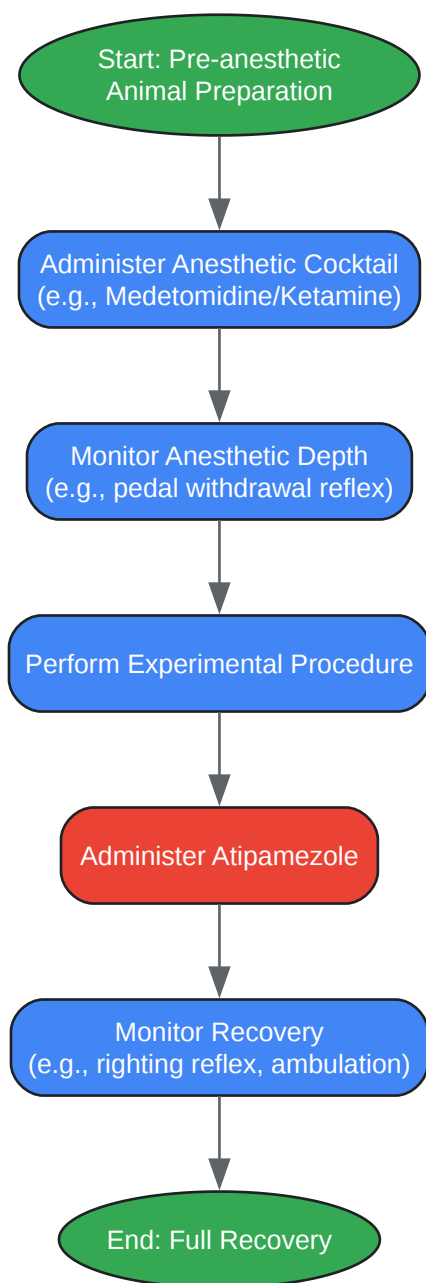 Start: Pre-anesthetic
Animal Preparation
Administer Anesthetic Cocktail
(e.g., Medetomidine/Ketamine)
Monitor Anesthetic Depth
(e.g., pedal withdrawal reflex)
Perform Experimental Procedure
Administer Atipamezole
Monitor Recovery
(e.g., righting reflex, ambulation)
End: Full Recovery